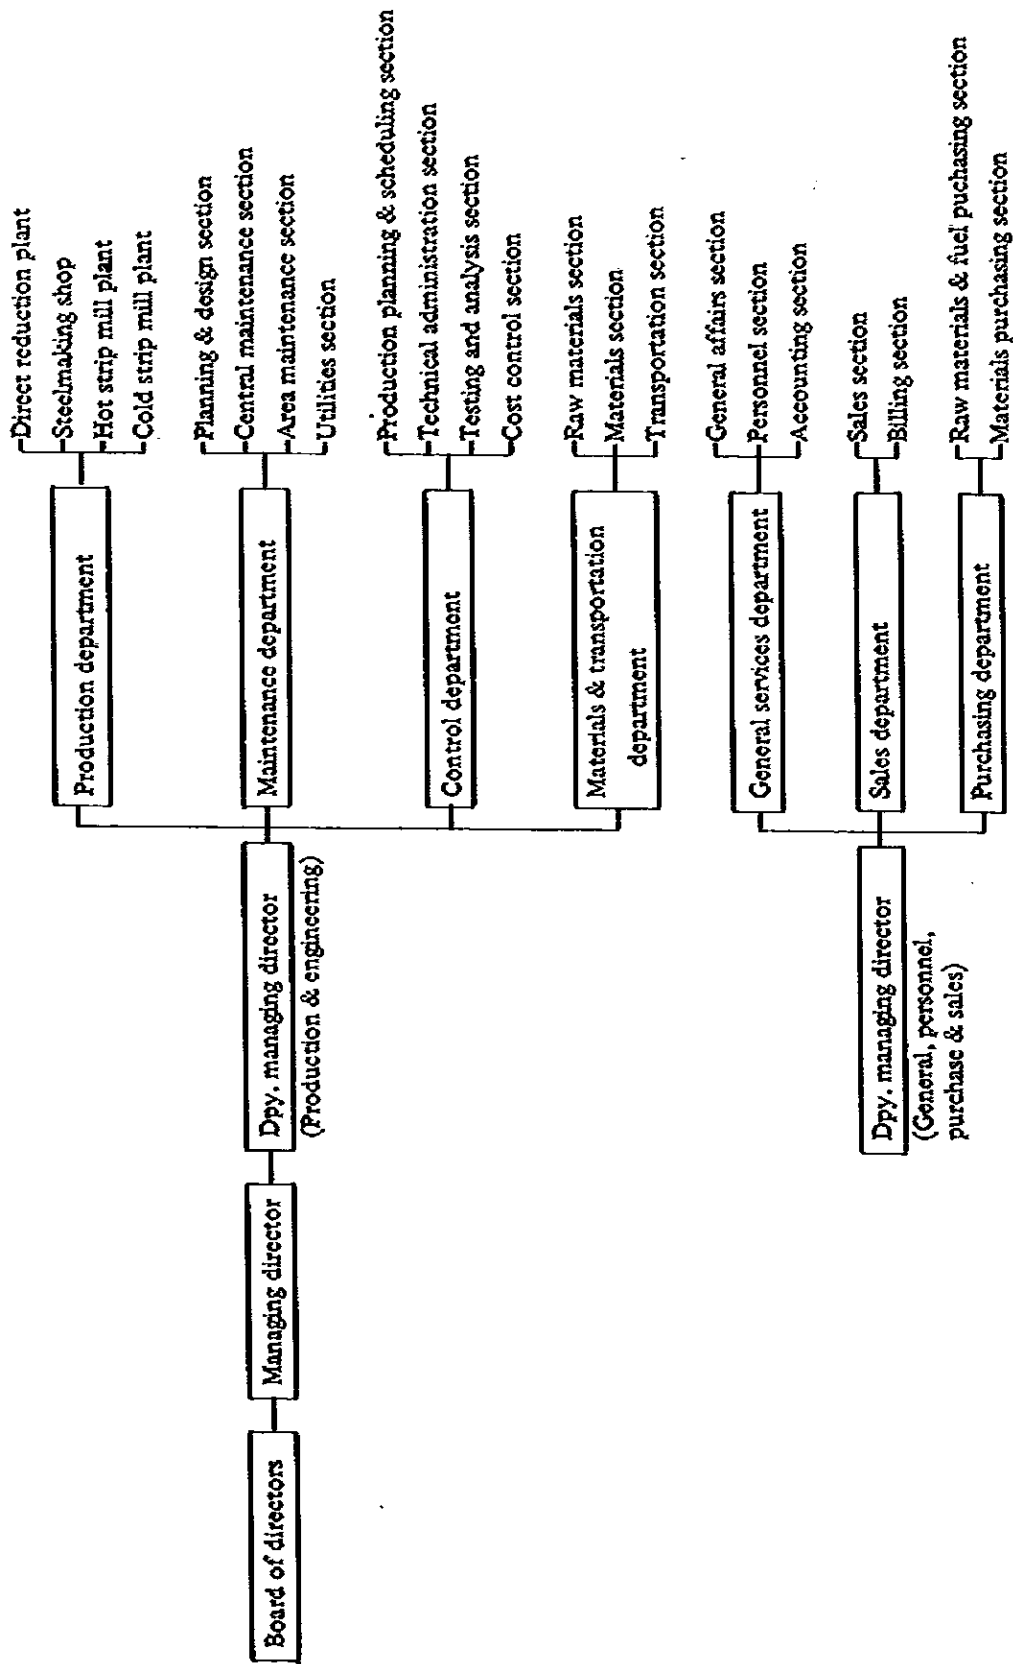 Board of directors
Managing director
Dpy. managing director
(Production & engineering)
Production department
Direct reduction plant
Steelmaking shop
Hot strip mill plant
Cold strip mill plant
Maintenance department
Planning & design section
Central maintenance section
Area maintenance section
Utilities section
Control department
Production planning & scheduling section
Technical administration section
Testing and analysis section
Cost control section
Materials & transportation
department
Raw materials section
Materials section
Transportation section
Dpy. managing director
(General, personnel,
purchase & sales)
General services department
General affairs section
Personnel section
Accounting section
Sales department
Sales section
Billing section
Purchasing department
Raw materials & fuel puchasing section
Materials purchasing section